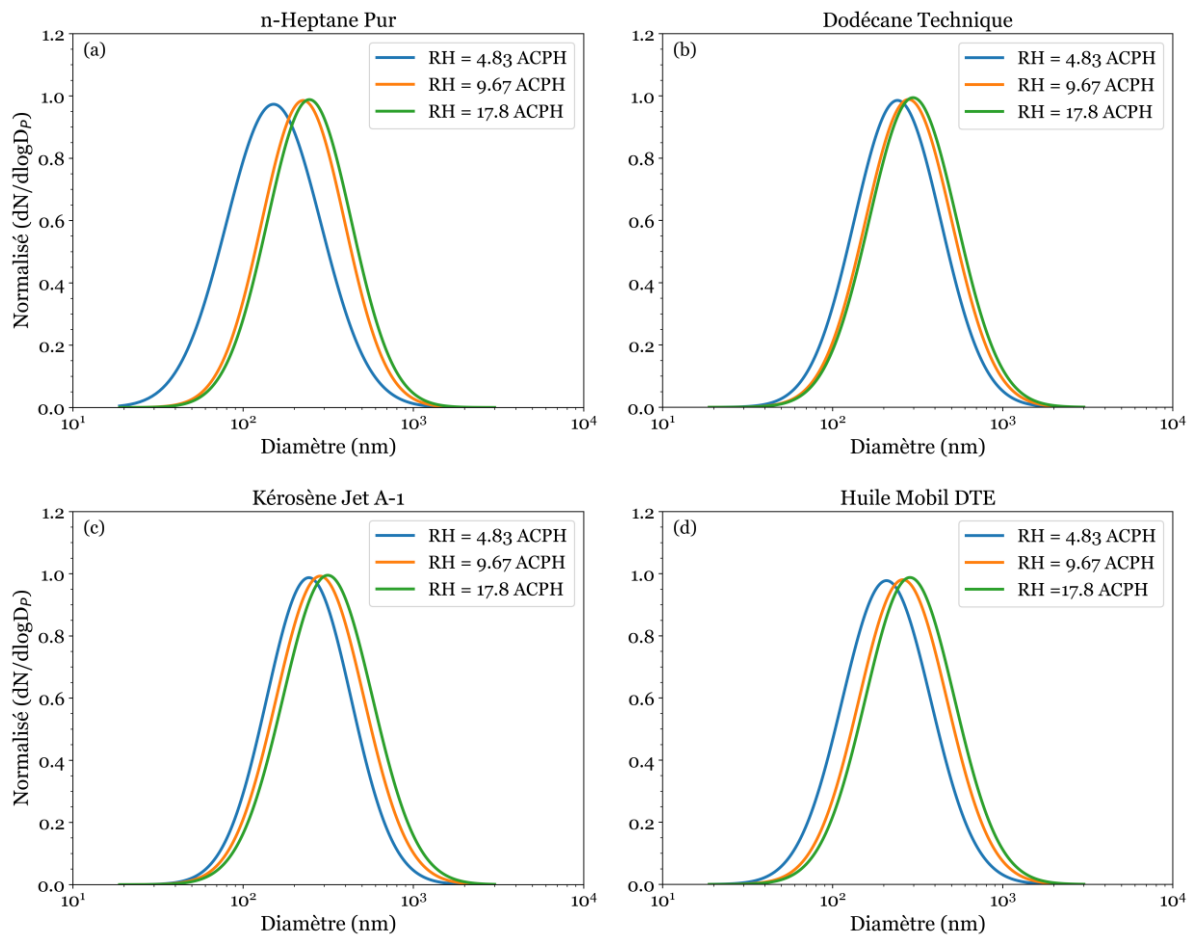 n-Heptane Pur
(a)
RH = 4.83 ACPH
RH = 9.67 ACPH
RH = 17.8 ACPH
1.2
1.0
0.8
0.6
0.4
0.2
0.0
10¹
10²
10³
10⁴
Normalisé (dN/dlogDₚ)
Diamètre (nm)
Dodécane Technique
(b)
RH = 4.83 ACPH
RH = 9.67 ACPH
RH = 17.8 ACPH
1.2
1.0
0.8
0.6
0.4
0.2
0.0
10¹
10²
10³
10⁴
Diamètre (nm)
Kérosène Jet A-1
(c)
RH = 4.83 ACPH
RH = 9.67 ACPH
RH = 17.8 ACPH
1.2
1.0
0.8
0.6
0.4
0.2
0.0
10¹
10²
10³
10⁴
Normalisé (dN/dlogDₚ)
Diamètre (nm)
Huile Mobil DTE
(d)
RH = 4.83 ACPH
RH = 9.67 ACPH
RH =17.8 ACPH
1.2
1.0
0.8
0.6
0.4
0.2
0.0
10¹
10²
10³
10⁴
Diamètre (nm)